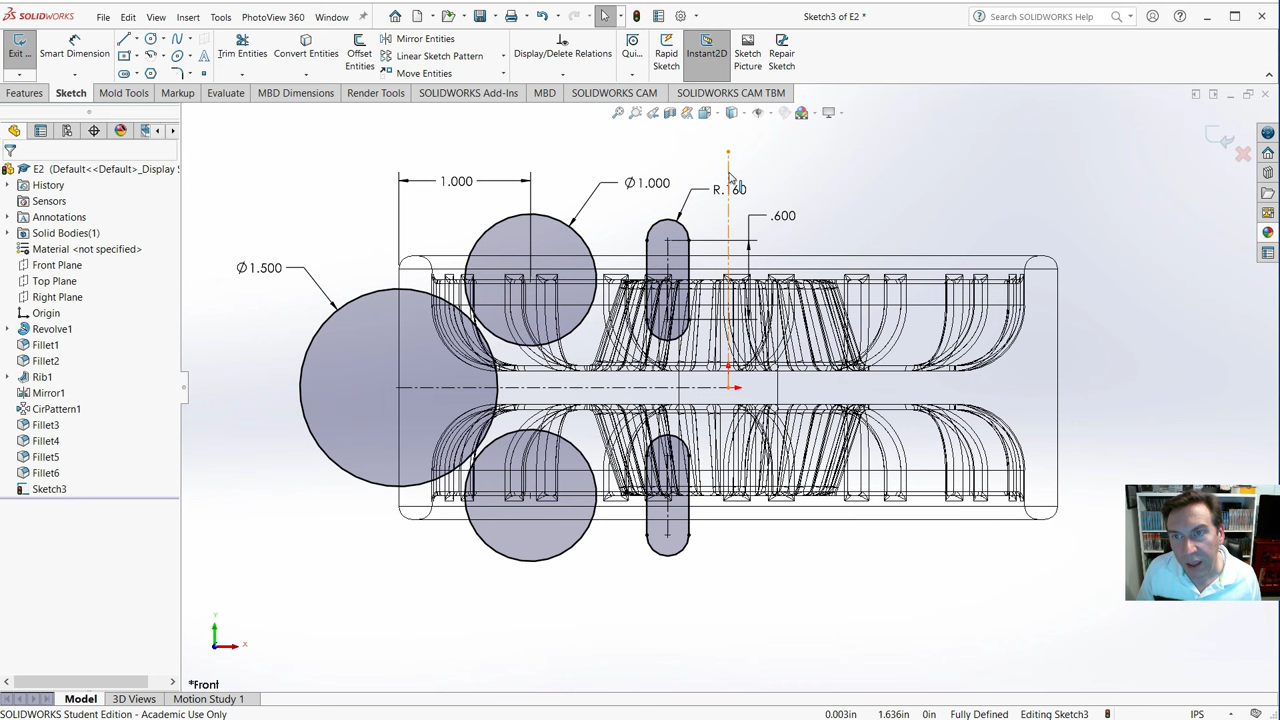 SOLIDWORKS
File Edit View Insert Tools PhotoView 360 Window
Sketch3 of E2 *
Search SOLIDWORKS Help
Exit ...
Smart Dimension
Trim Entities
Convert Entities
Offset Entities
Mirror Entities
Linear Sketch Pattern
Move Entities
Display/Delete Relations
Qui...
Rapid Sketch
Instant2D
Sketch Picture
Repair Sketch
Features Sketch Mold Tools Markup Evaluate MBD Dimensions Render Tools SOLIDWORKS Add-Ins MBD SOLIDWORKS CAM SOLIDWORKS CAM TBM
E2 (Default<<Default>_Display S
History
Sensors
Annotations
Solid Bodies(1)
Material <not specified>
Front Plane
Top Plane
Right Plane
Origin
Revolve1
Fillet1
Fillet2
Rib1
Mirror1
CirPattern1
Fillet3
Fillet4
Fillet5
Fillet6
Sketch3
1.000
Ø1.000
R.160
.600
Ø1.500
Y
X
*Front
Model 3D Views Motion Study 1
SOLIDWORKS Student Edition - Academic Use Only
0.003in 1.636in 0in Fully Defined Editing Sketch3 IPS